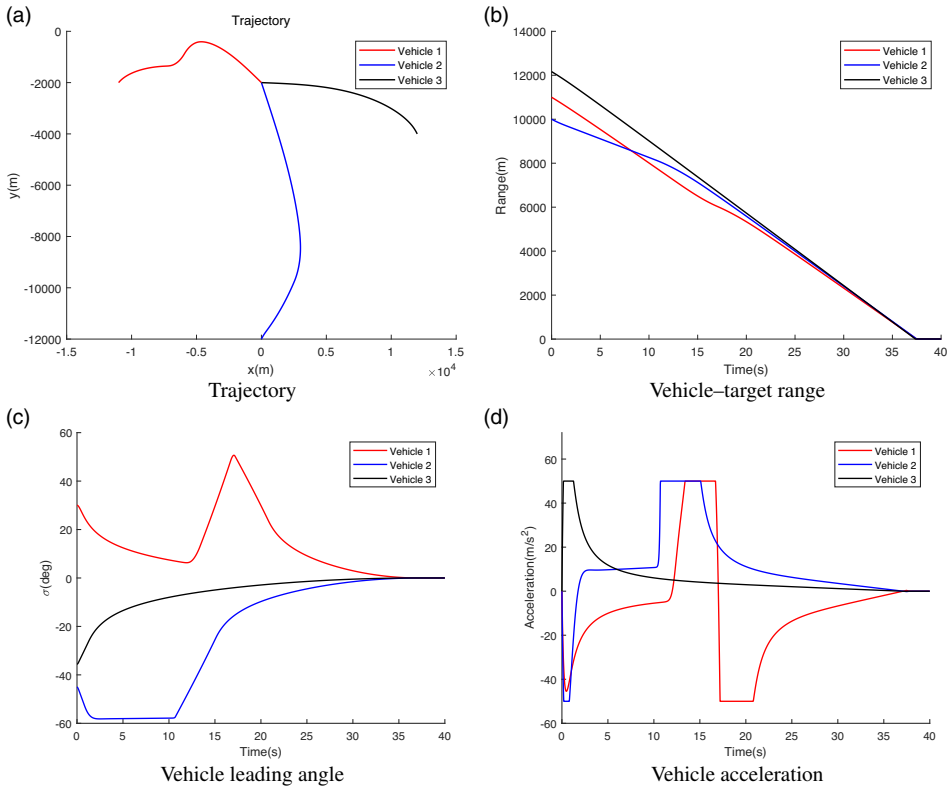 (a)
Trajectory
0
-2000
-4000
-6000
-8000
-10000
-12000
y(m)
Vehicle 1
Vehicle 2
Vehicle 3
-1.5
-1
-0.5
0
0.5
1
1.5
x(m)
×10⁴
Trajectory
(b)
14000
12000
10000
8000
6000
4000
2000
0
Range(m)
Vehicle 1
Vehicle 2
Vehicle 3
0
5
10
15
20
25
30
35
40
Time(s)
Vehicle–target range
(c)
60
40
20
0
-20
-40
-60
σ(deg)
Vehicle 1
Vehicle 2
Vehicle 3
0
5
10
15
20
25
30
35
40
Time(s)
Vehicle leading angle
(d)
60
40
20
0
-20
-40
-60
Acceleration(m/s²)
Vehicle 1
Vehicle 2
Vehicle 3
0
5
10
15
20
25
30
35
40
Time(s)
Vehicle acceleration